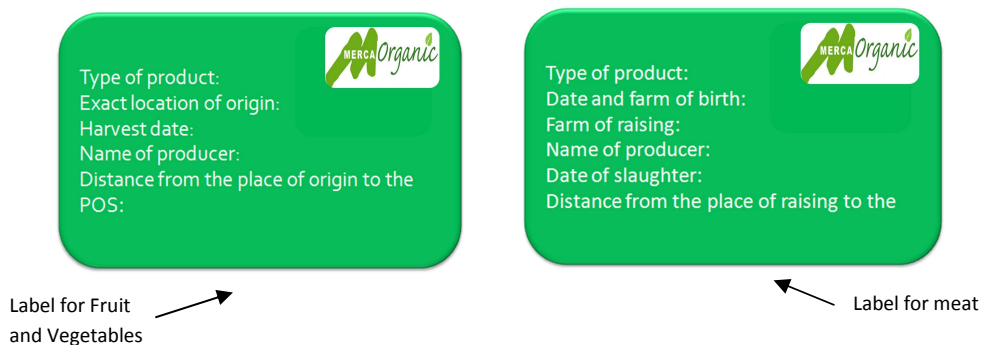 MERCA Organic
Type of product:
Exact location of origin:
Harvest date:
Name of producer:
Distance from the place of origin to the
POS:
MERCA Organic
Type of product:
Date and farm of birth:
Farm of raising:
Name of producer:
Date of slaughter:
Distance from the place of raising to the
Label for Fruit
and Vegetables
Label for meat